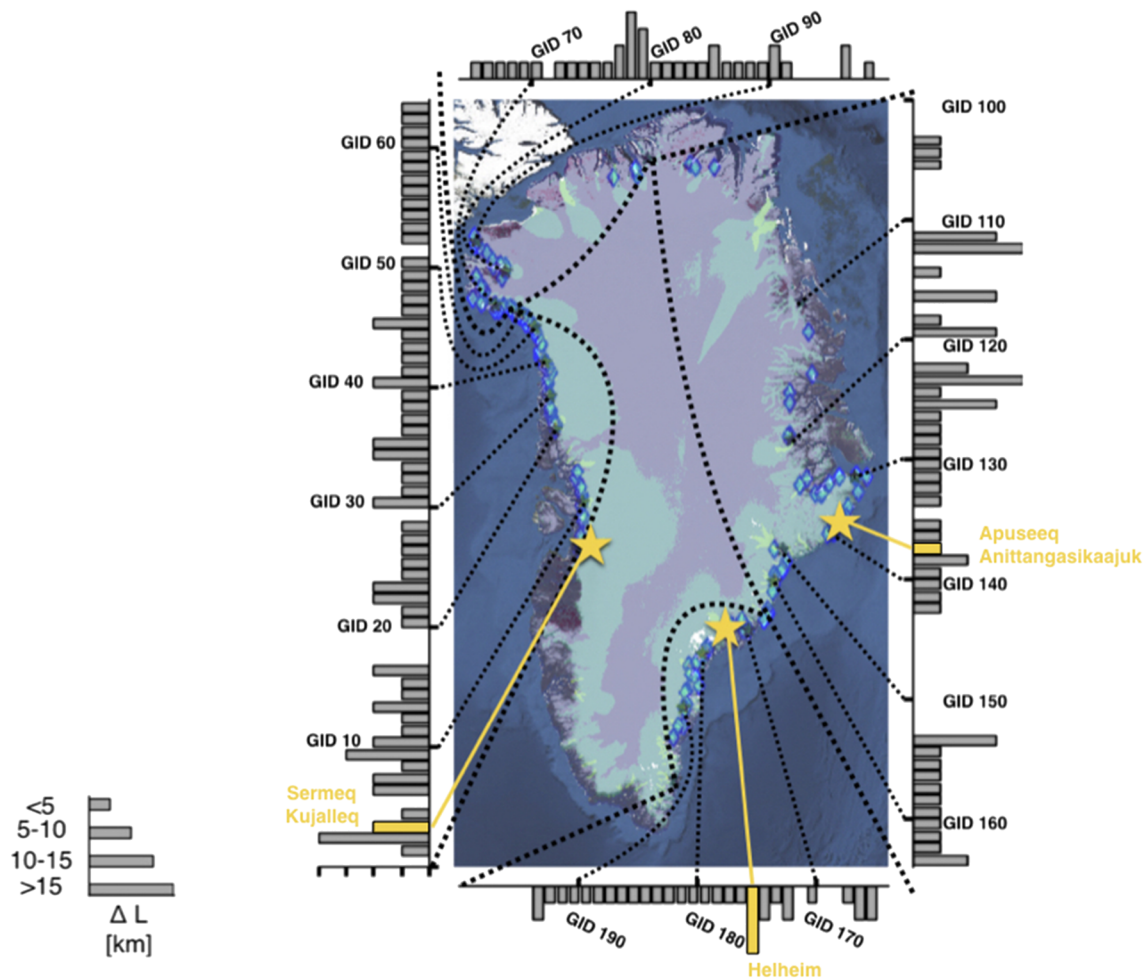 GID 70
GID 80
GID 90
GID 60
GID 50
GID 40
GID 30
GID 20
GID 10
Sermeq
Kujalleq
<5
5-10
10-15
>15
Δ L
[km]
GID 100
GID 110
GID 120
GID 130
Apuseeq
Anittangasikaajuk
GID 140
GID 150
GID 160
GID 190
GID 180
GID 170
Helheim